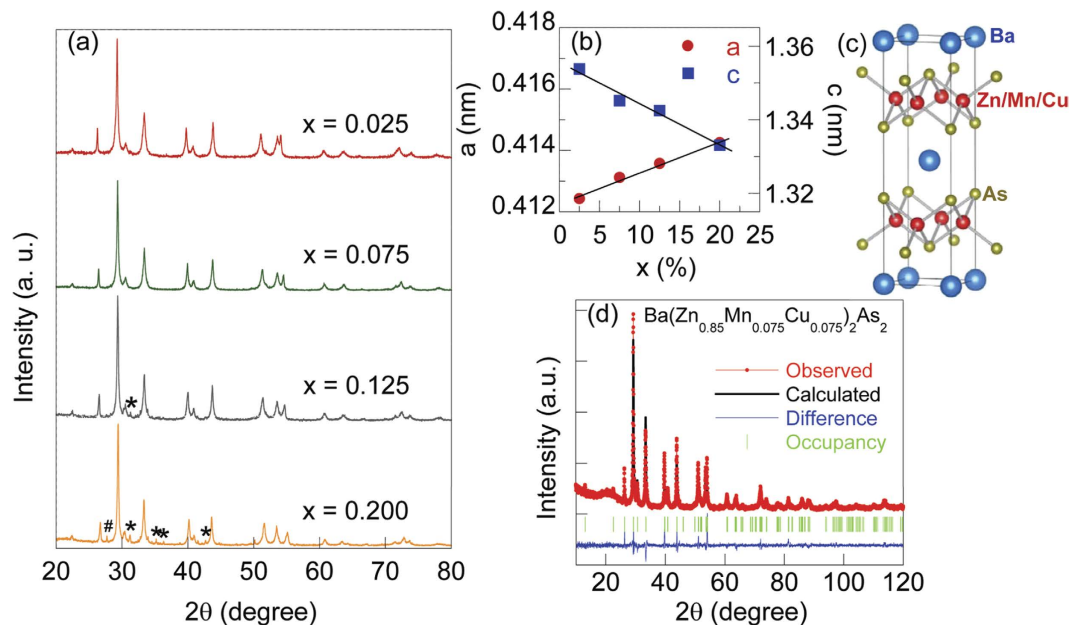 (a)
x = 0.025
x = 0.075
x = 0.125
*
x = 0.200
#
*
*
*
*
Intensity (a. u.)
20 30 40 50 60 70 80
2θ (degree)
(b)
a
c
0.418
0.416
0.414
0.412
a (nm)
1.36
1.34
1.32
c (nm)
0 5 10 15 20 25
x (%)
(c)
Ba
Zn/Mn/Cu
As
(d)
Ba(Zn0.85Mn0.075Cu0.075)2As2
Observed
Calculated
Difference
Occupancy
Intensity (a.u.)
20 40 60 80 100 120
2θ (degree)